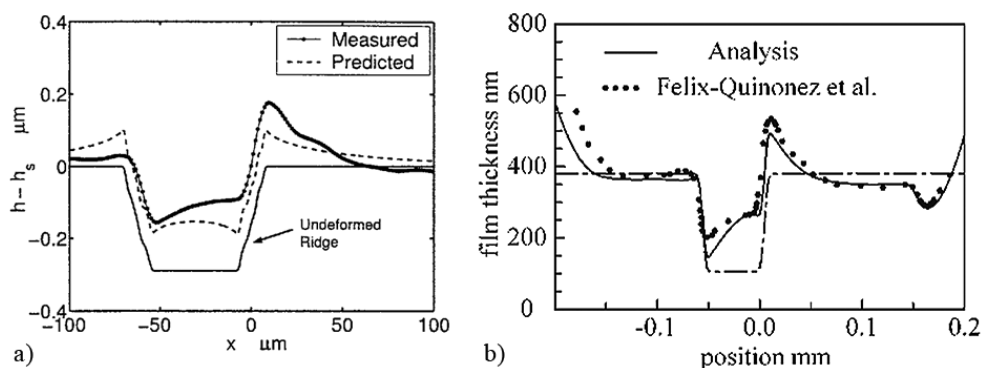 0.4
0.2
0
-0.2
-0.4
h – hₛ μm
Measured
Predicted
Undeformed
Ridge
-100 -50 0 50 100
x μm
a)
800
600
400
200
0
film thickness nm
Analysis
Felix-Quinonez et al.
-0.1 0.0 0.1 0.2
position mm
b)